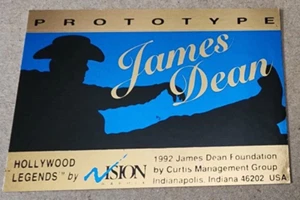 PROTOTYPE
James
Dean
HOLLYWOOD
LEGENDS™ by
VISION
1992 James Dean Foundation
by Curtis Management Group
Indianapolis, Indiana 46202 USA